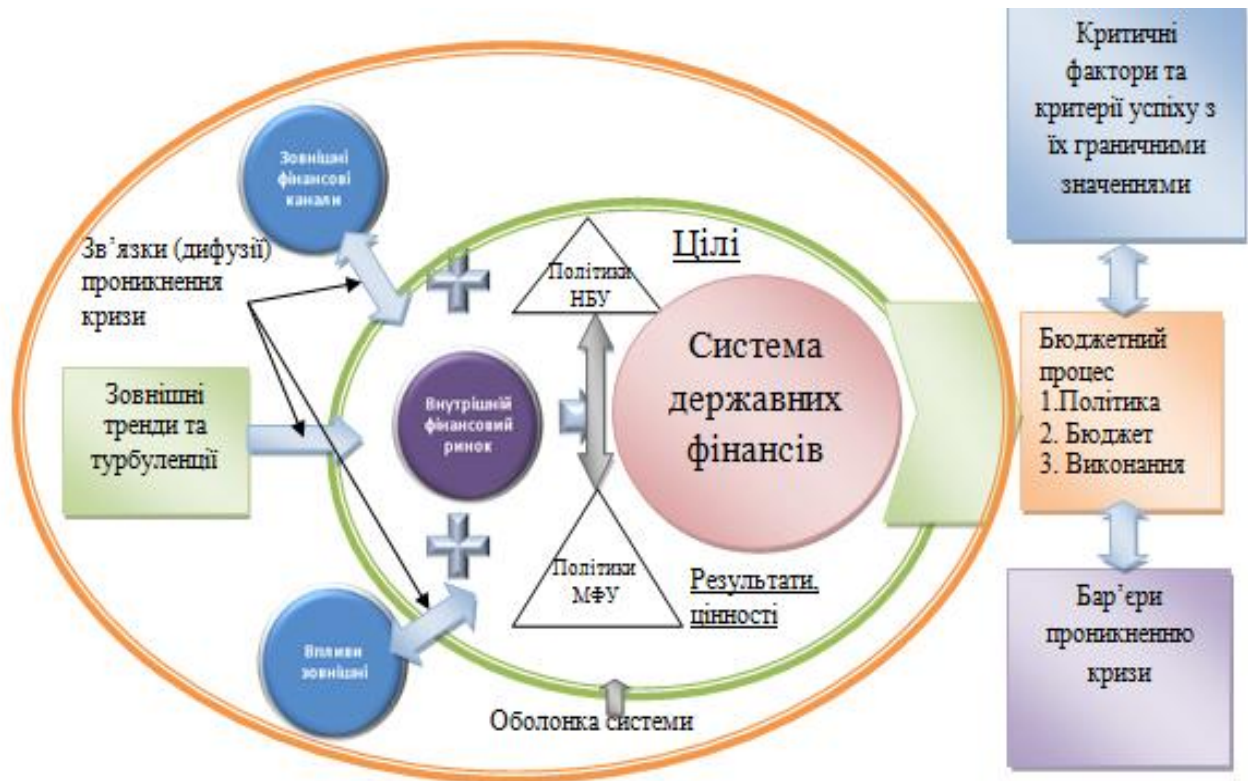 Зовнішні
фінансові
канали
Зв’язки (дифузії)
проникнення
кризи
Зовнішні
тренди та
турбуленції
Внутрішній
фінансовий
ринок
Впливи
зовнішні
Політики
НБУ
Цілі
Система
державних
фінансів
Політики
МФУ
Результати,
цінності
Оболонка системи
Критичні
фактори та
критерії успіху з
їх граничними
значеннями
Бюджетний
процес
1.Політика
2. Бюджет
3. Виконання
Бар’єри
проникненню
кризи